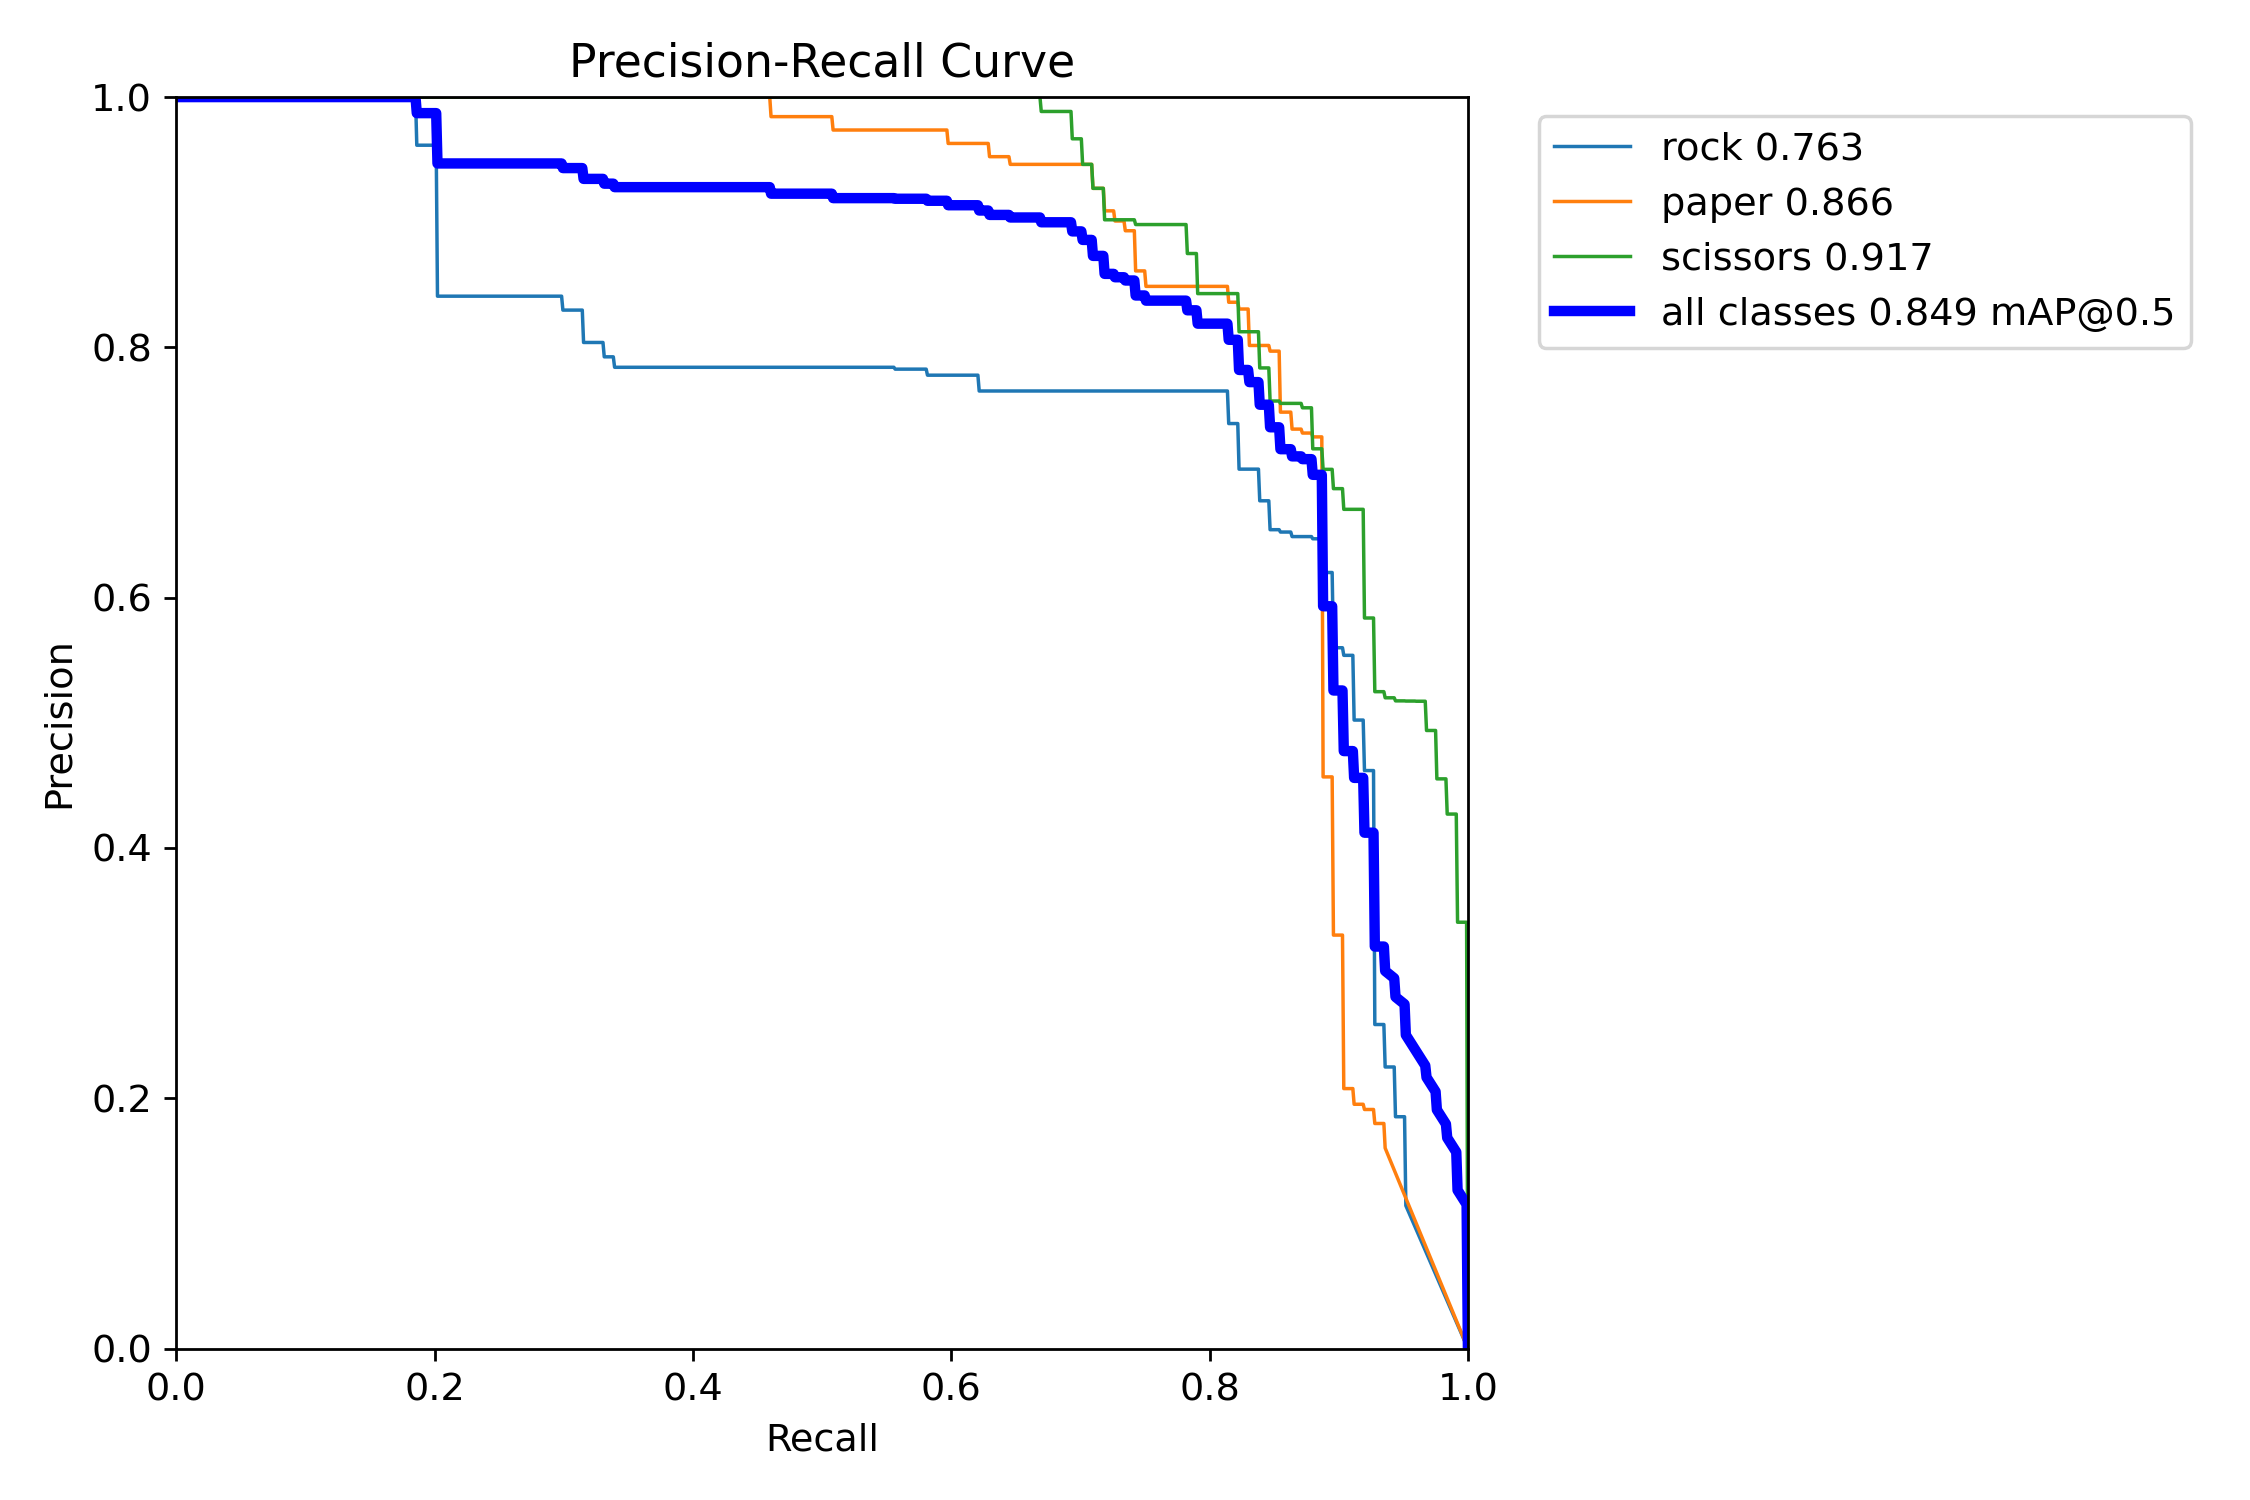 Precision-Recall Curve
1.0
0.8
0.6
0.4
0.2
0.0
Precision
0.0 0.2 0.4 0.6 0.8 1.0
Recall
rock 0.763
paper 0.866
scissors 0.917
all classes 0.849 mAP@0.5